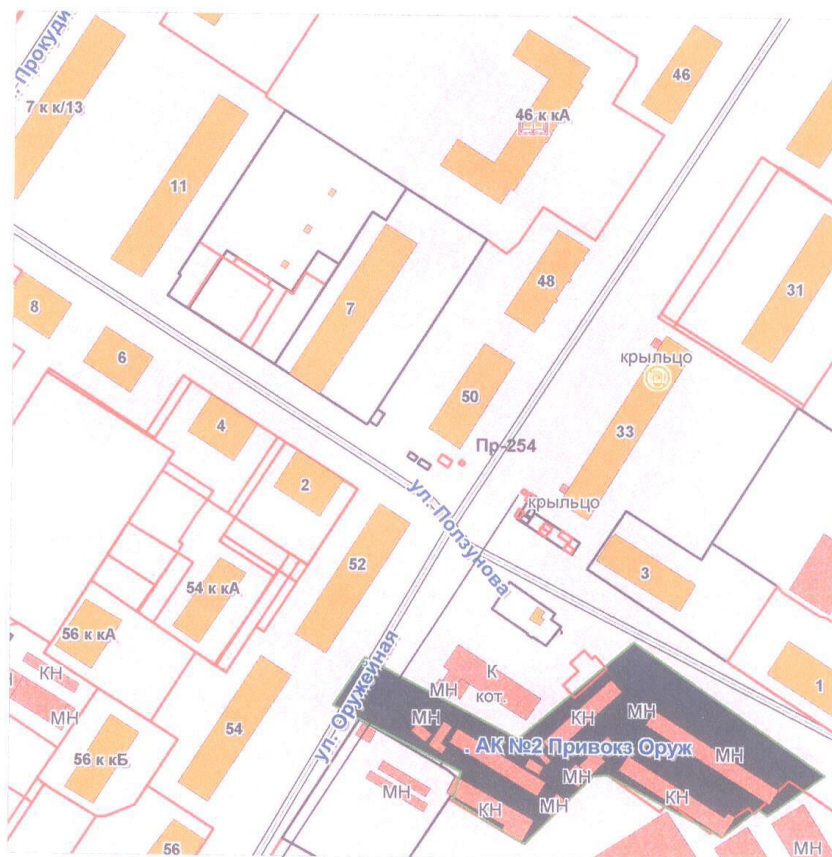 -Прокуди
7 к к/13
46
46 к кА
11
31
48
7
8
6
крыльцо
50
33
4
Пр-254
2
ул. Ползунова
крыльцо
52
3
54 к кА
56 к кА
КН
МН
К
кот.
МН
1
ул. Оружейная
КН
МН
МН
54
. АК №2 Привокз Оруж
МН
56 к кБ
МН
КН
МН
МН
КН
56
МН